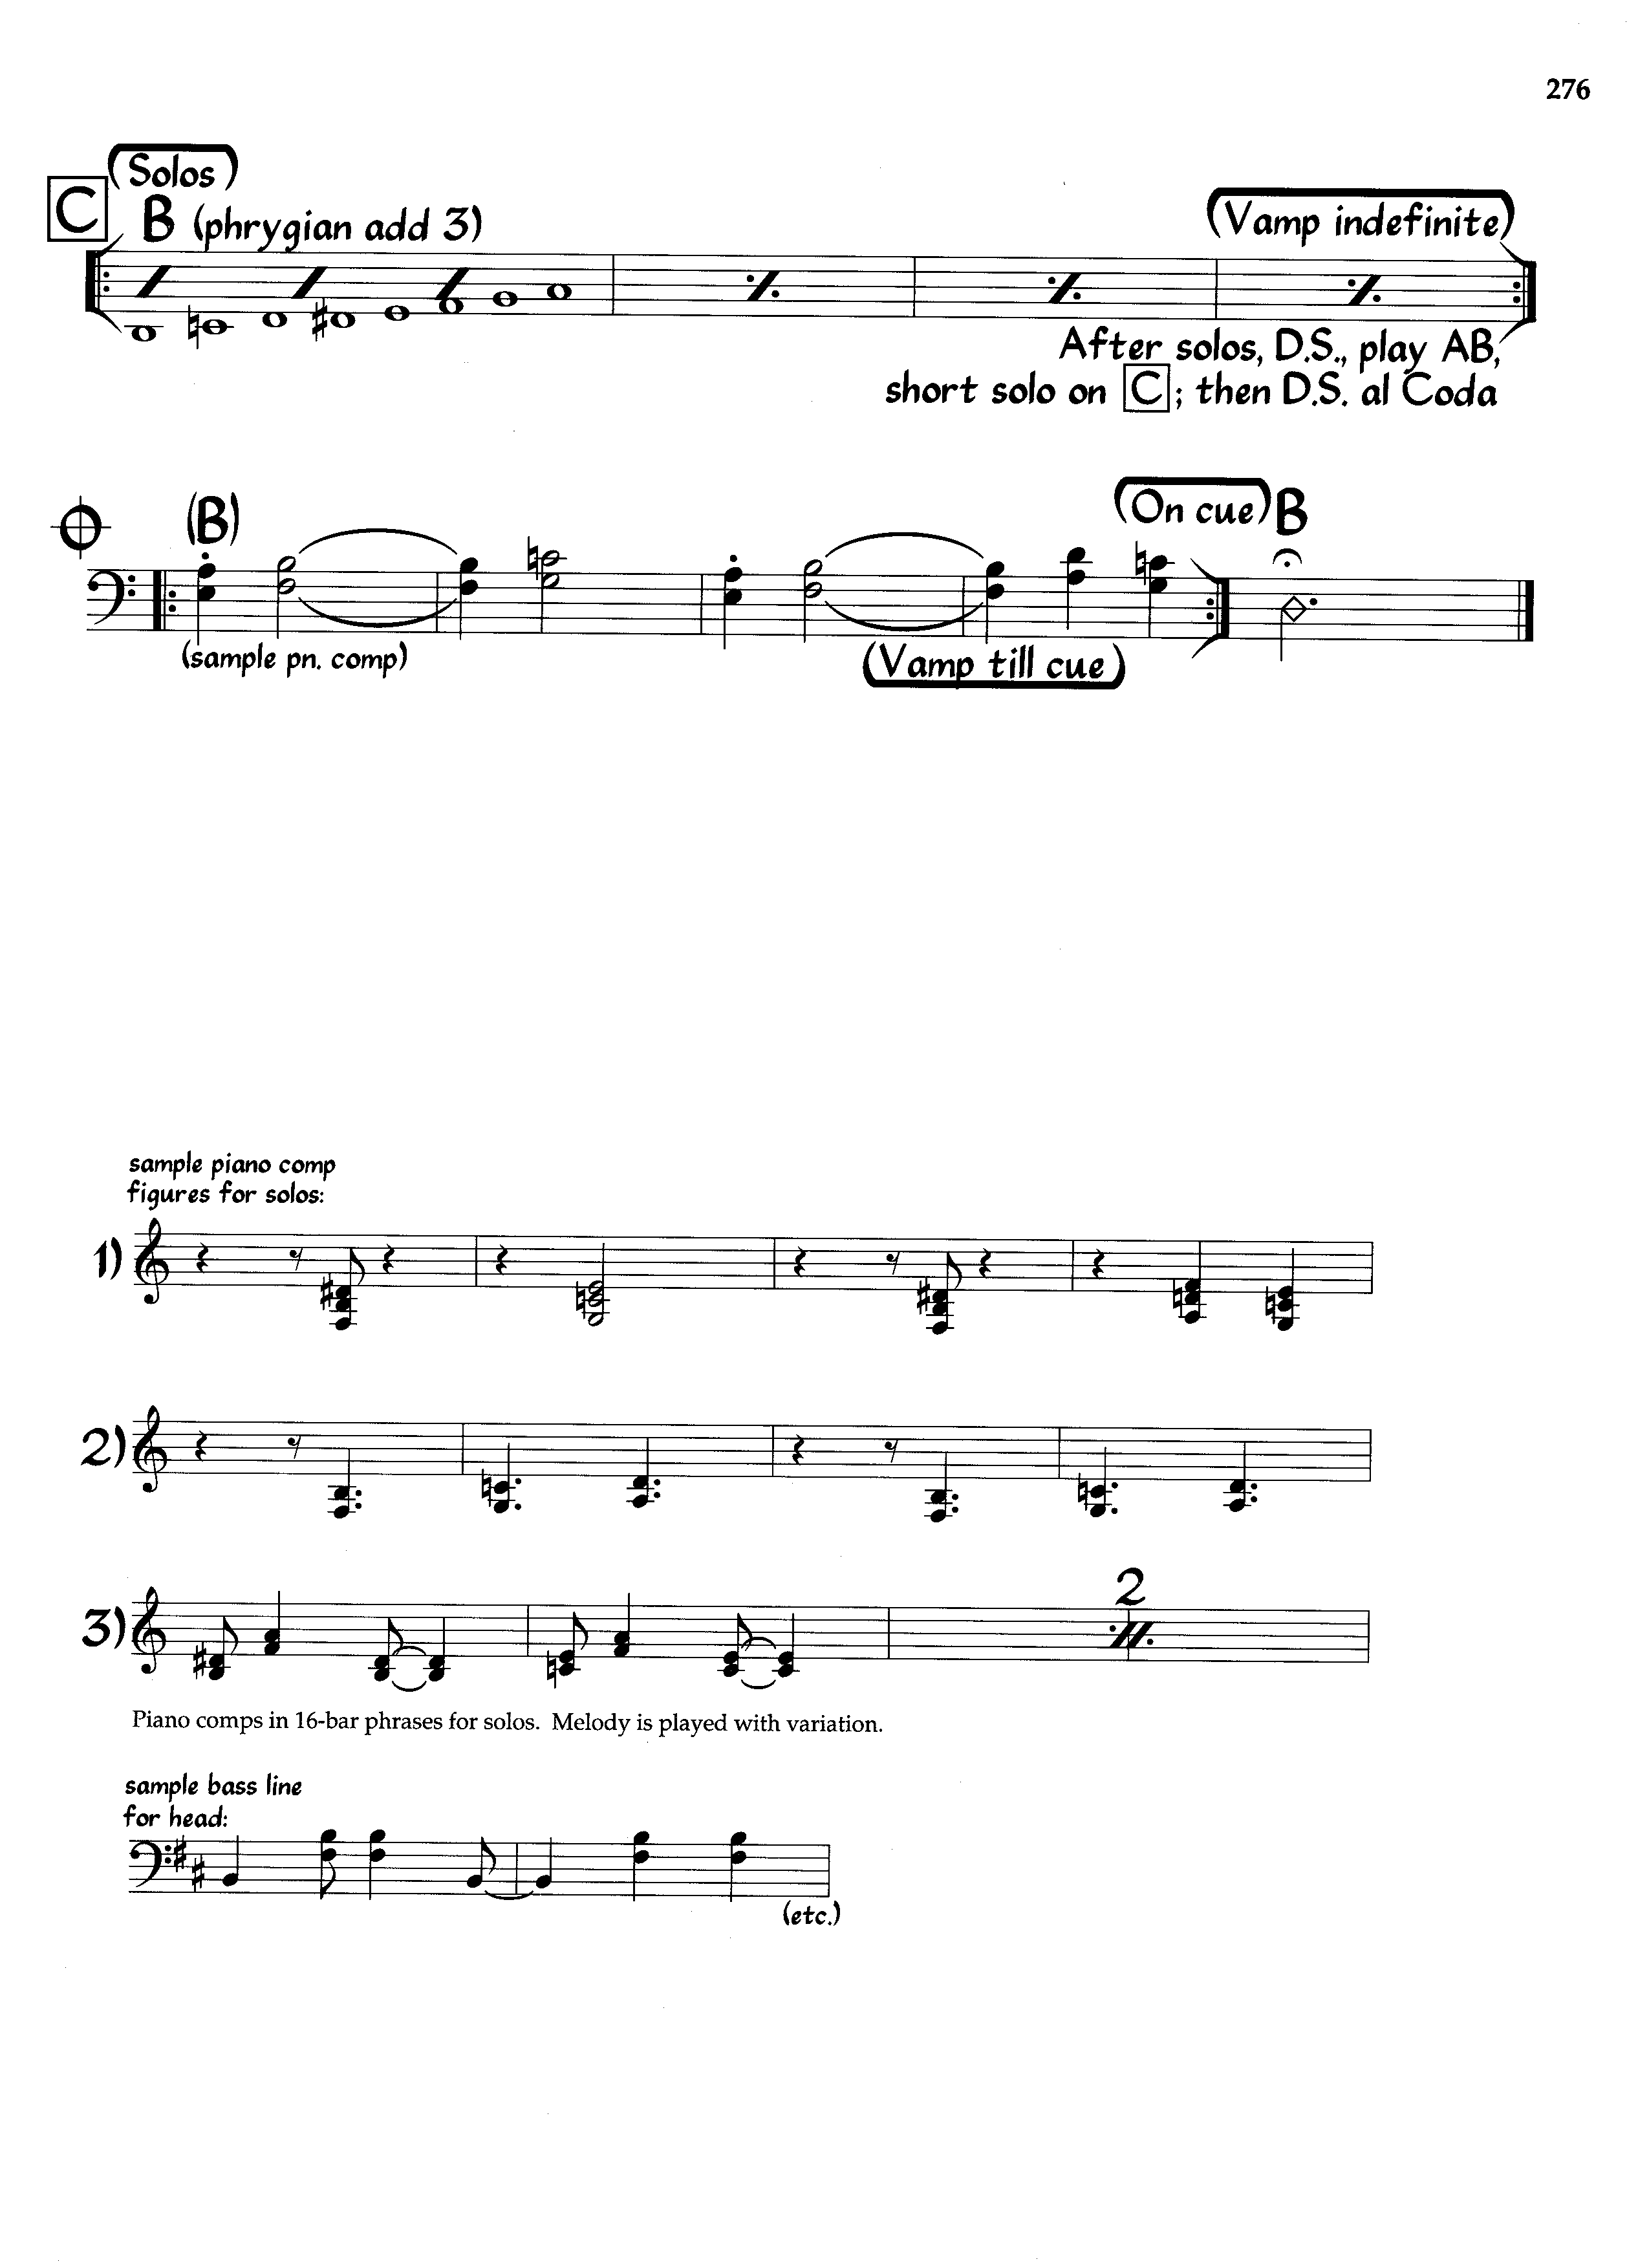 276
(Solos)
C B (phrygian add 3) (Vamp indefinite)
After solos, D.S., play AB,
short solo on C; then D.S. al Coda
(B) (On cue) B
(sample pn. comp) (Vamp till cue)
sample piano comp
figures for solos:
1)
2)
2
3)
Piano comps in 16-bar phrases for solos. Melody is played with variation.
sample bass line
for head:
(etc.)